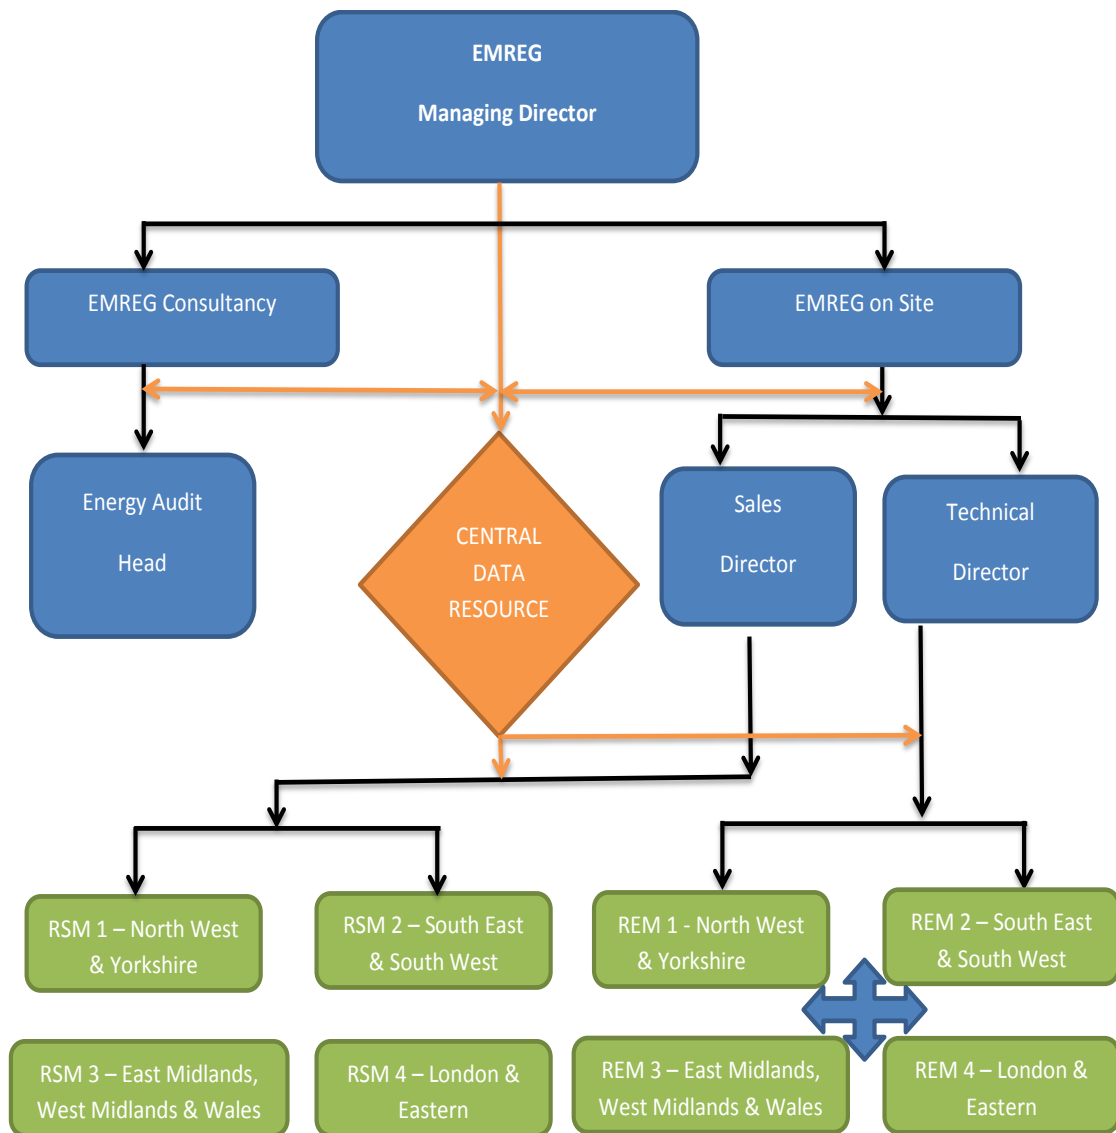 EMREG
Managing Director
EMREG Consultancy
EMREG on Site
Energy Audit
Head
CENTRAL
DATA
RESOURCE
Sales
Director
Technical
Director
RSM 1 – North West
& Yorkshire
RSM 2 – South East
& South West
REM 1 - North West
& Yorkshire
REM 2 – South East
& South West
RSM 3 – East Midlands,
West Midlands & Wales
RSM 4 – London &
Eastern
REM 3 – East Midlands,
West Midlands & Wales
REM 4 – London &
Eastern